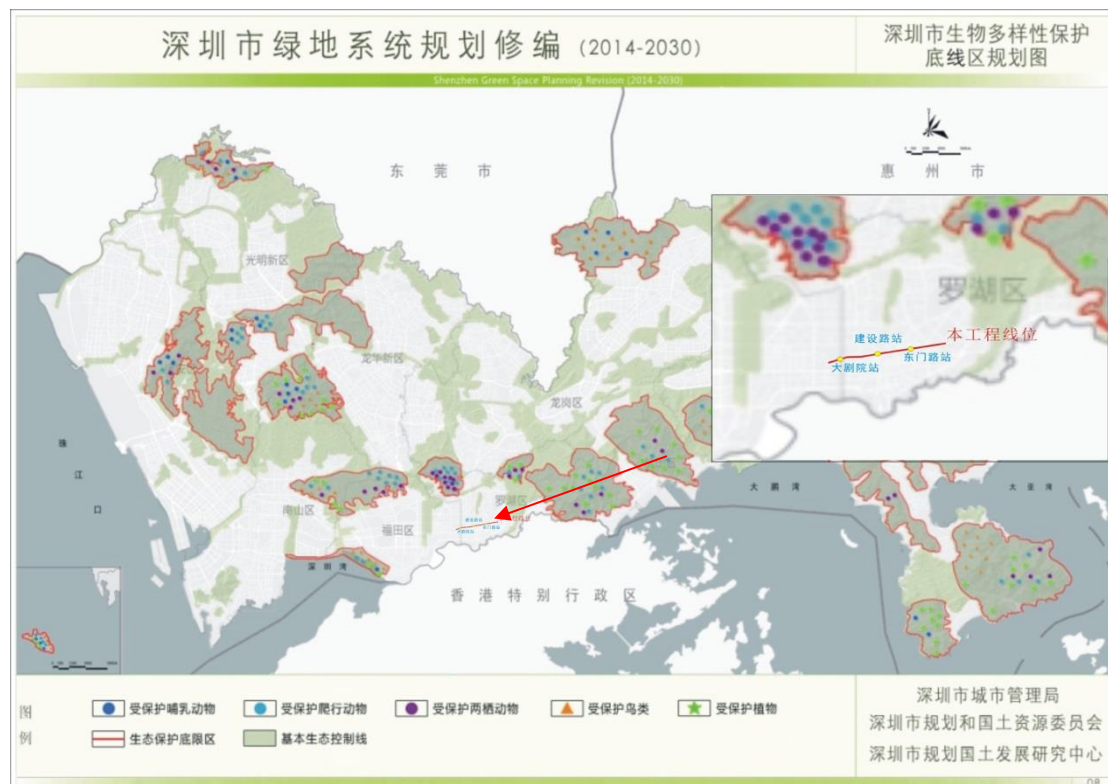 深圳市绿地系统规划修编 (2014-2030)
深圳市生物多样性保护
底线区规划图
Shenzhen Green Space Planning Revision (2014-2030)
东莞市
惠州市
光明新区
龙华新区
龙岗区
罗湖区
南山区
福田区
深圳湾
珠
江
口
大鹏湾
大亚湾
香港特别行政区
建设路站
罗湖区
本工程线位
建设路站
东门路站
大剧院站
图
例
受保护哺乳动物
受保护爬行动物
受保护两栖动物
受保护鸟类
受保护植物
生态保护底限区
基本生态控制线
深圳市城市管理局
深圳市规划和国土资源委员会
深圳市规划国土发展研究中心
08